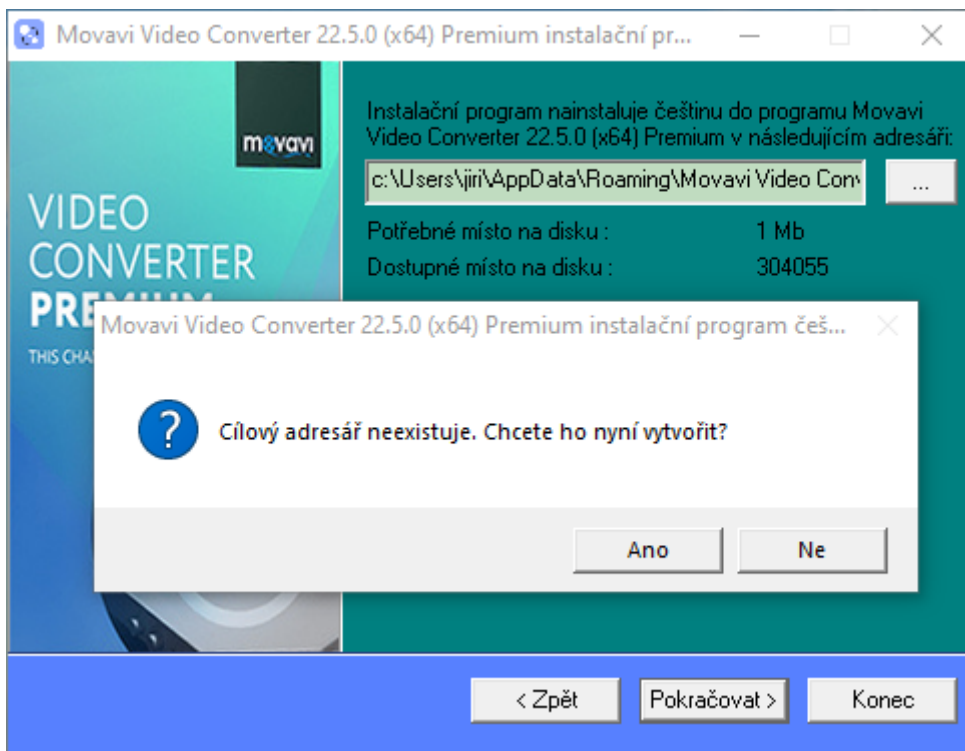 Movavi Video Converter 22.5.0 (x64) Premium instalační pr...
movavi
VIDEO
CONVERTER
THIS
Instalační program nainstaluje češtinu do programu Movavi
Video Converter 22.5.0 (x64) Premium v následujícím adresáři:
c:\Users\jiri\AppData\Roaming\Movavi Video
...
Potřebné místo na disku : 1 Mb
Dostupné místo na disku : 304055
Movavi Video Converter 22.5.0 (x64) Premium instalační program češ...
Cílový adresář neexistuje. Chcete ho nyní vytvořit?
Ano Ne
< Zpět Pokračovat > Konec